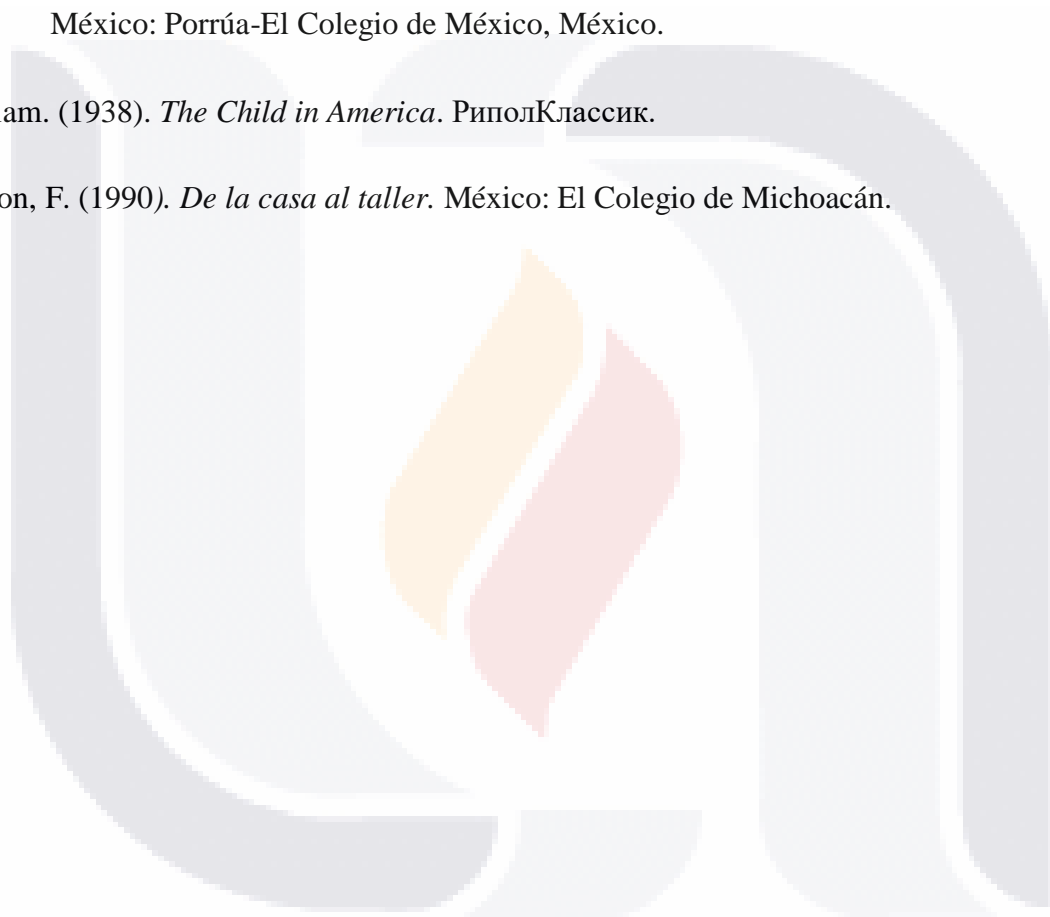 México: Porrúa-El Colegio de México, México.
am. (1938). The Child in America. РиполКлассик.
on, F. (1990). De la casa al taller. México: El Colegio de Michoacán.